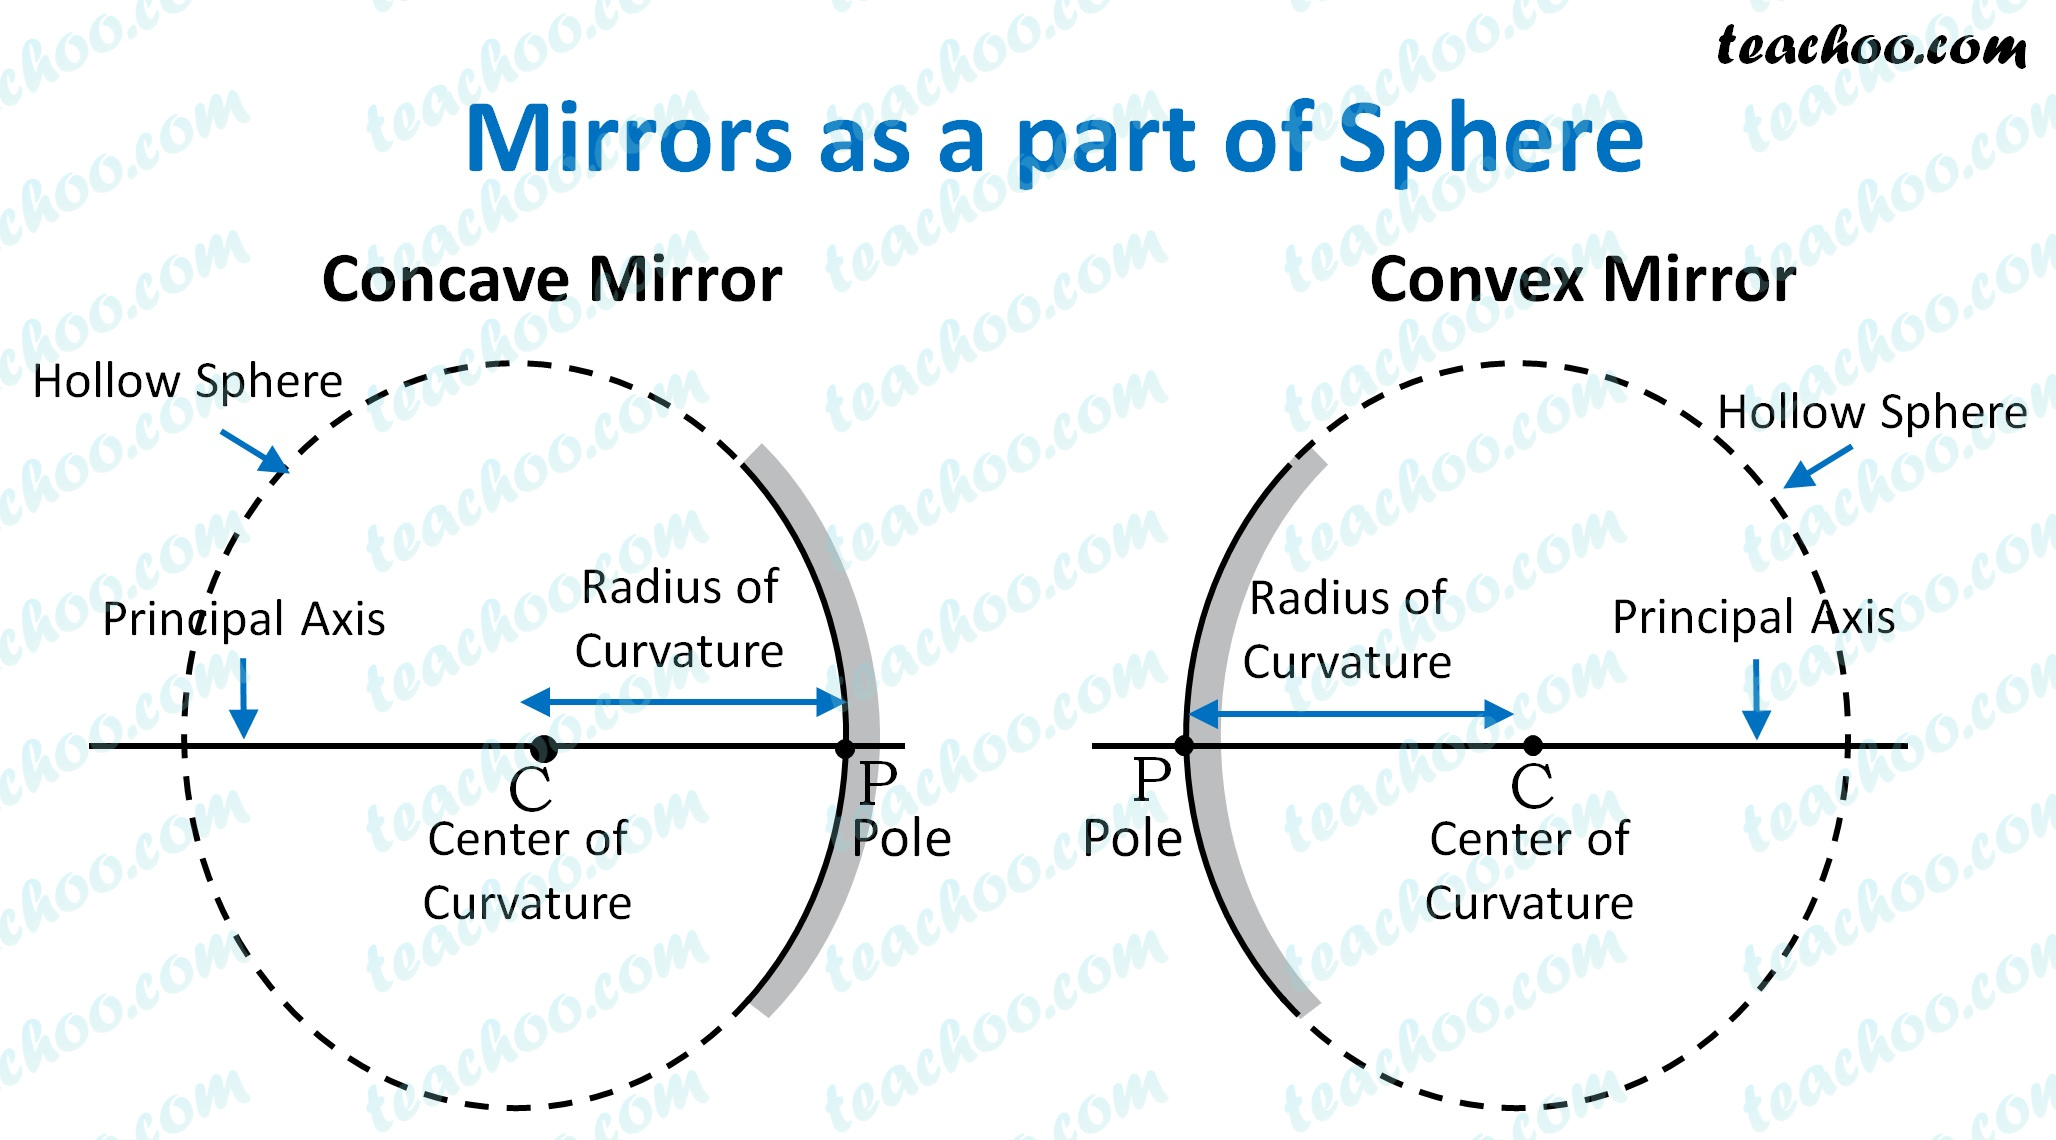 teachoo.com
Mirrors as a part of Sphere
Concave Mirror
Hollow Sphere
Principal Axis
Radius of
Curvature
C
Center of
Curvature
P
Pole
Convex Mirror
Hollow Sphere
Radius of
Curvature
Principal Axis
P
Pole
C
Center of
Curvature